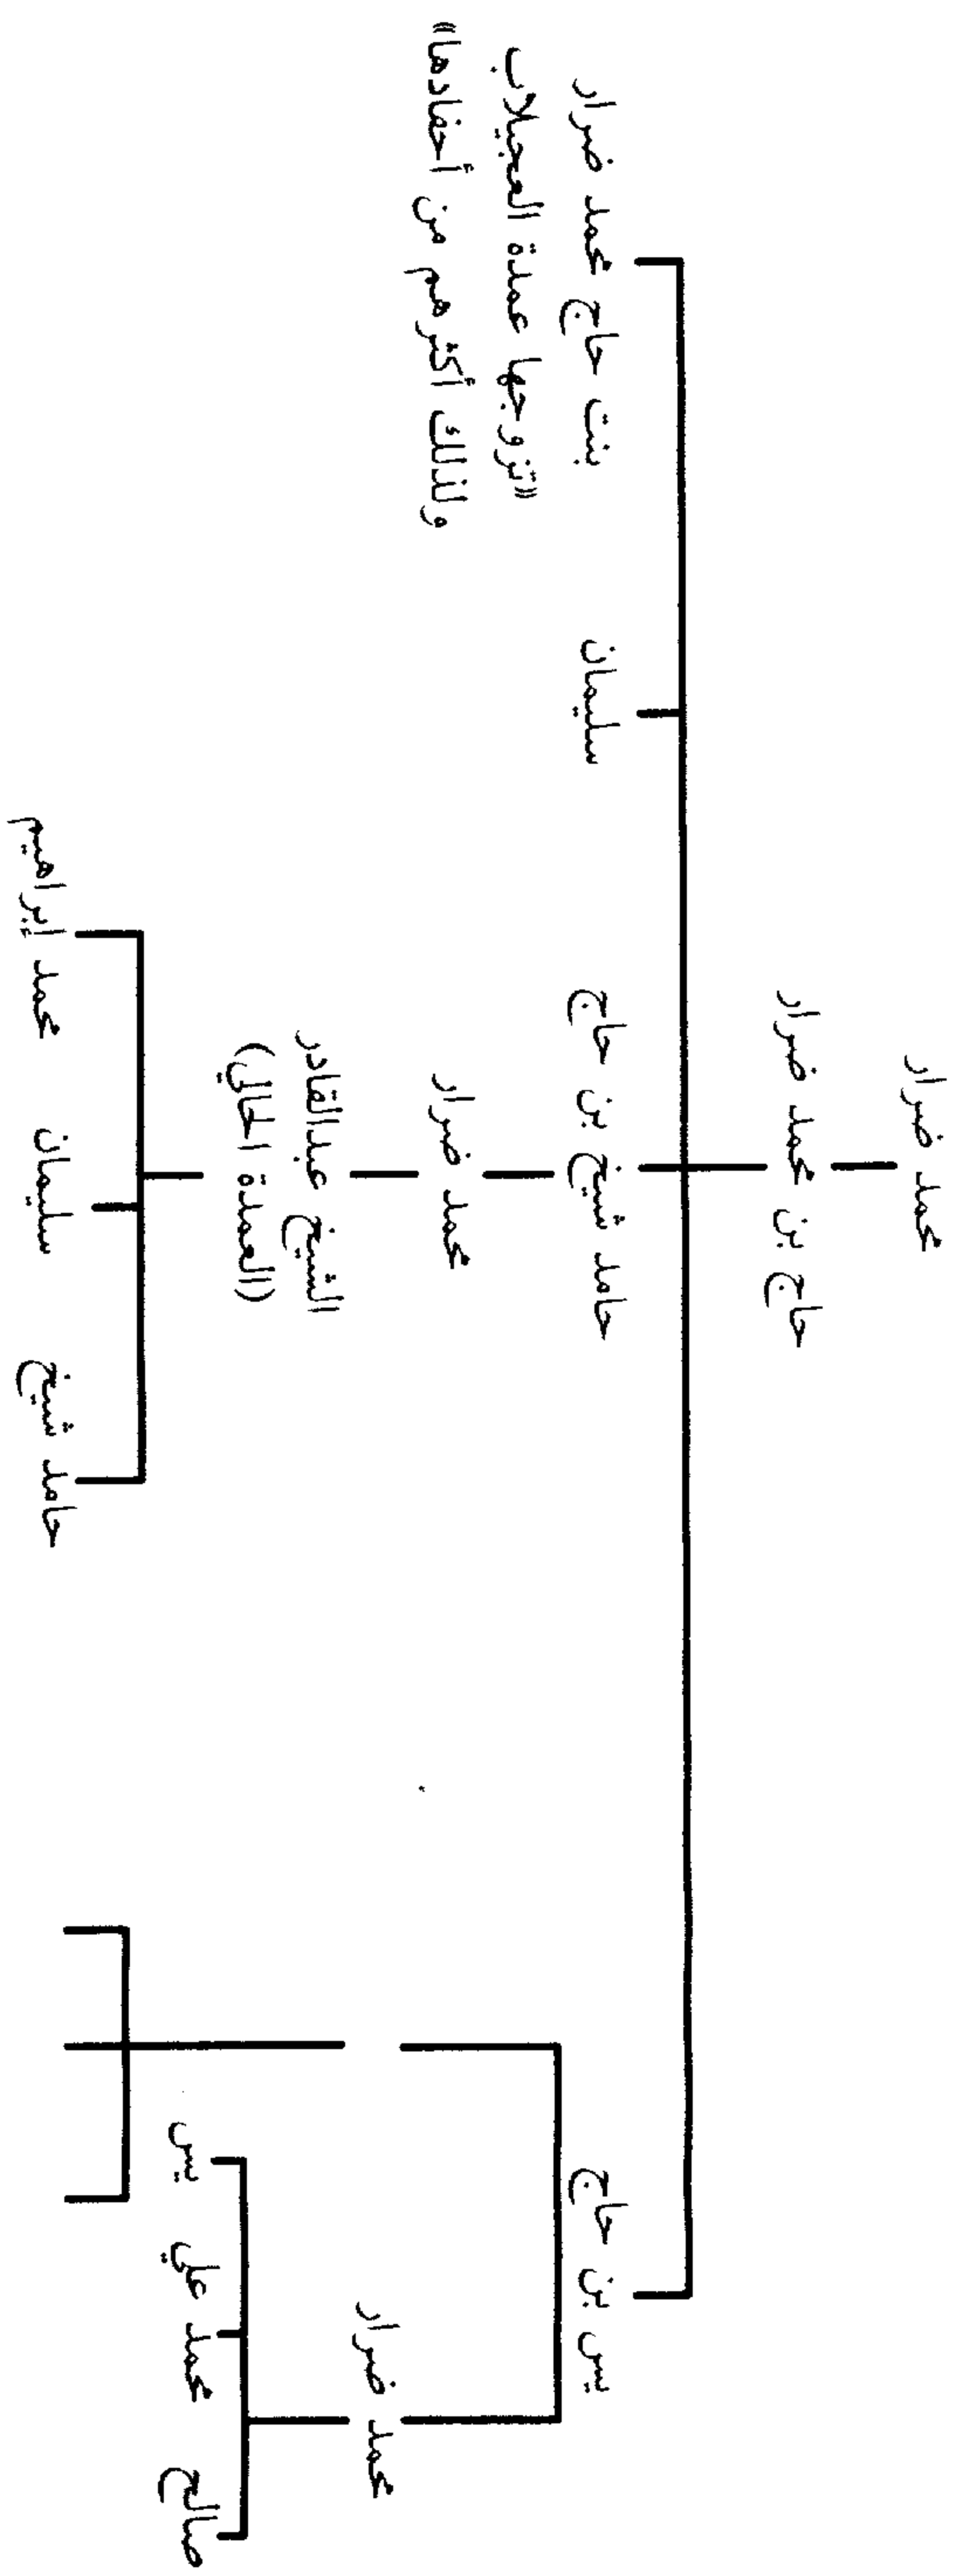 محمد ضرار
حاج بن محمد ضرار
يس بن حاج
حامد شيخ بن حاج
سليمان
بنت حاج محمد ضرار
«تزوجها عمدة العجيلاب
ولذلك أكثرهم من أحفادها»
محمد ضرار
محمد ضرار
الشيخ عبدالقادر
(العمدة الحالي)
صالح
محمد علي
يس
حامد شيخ
سليمان
محمد إبراهيم